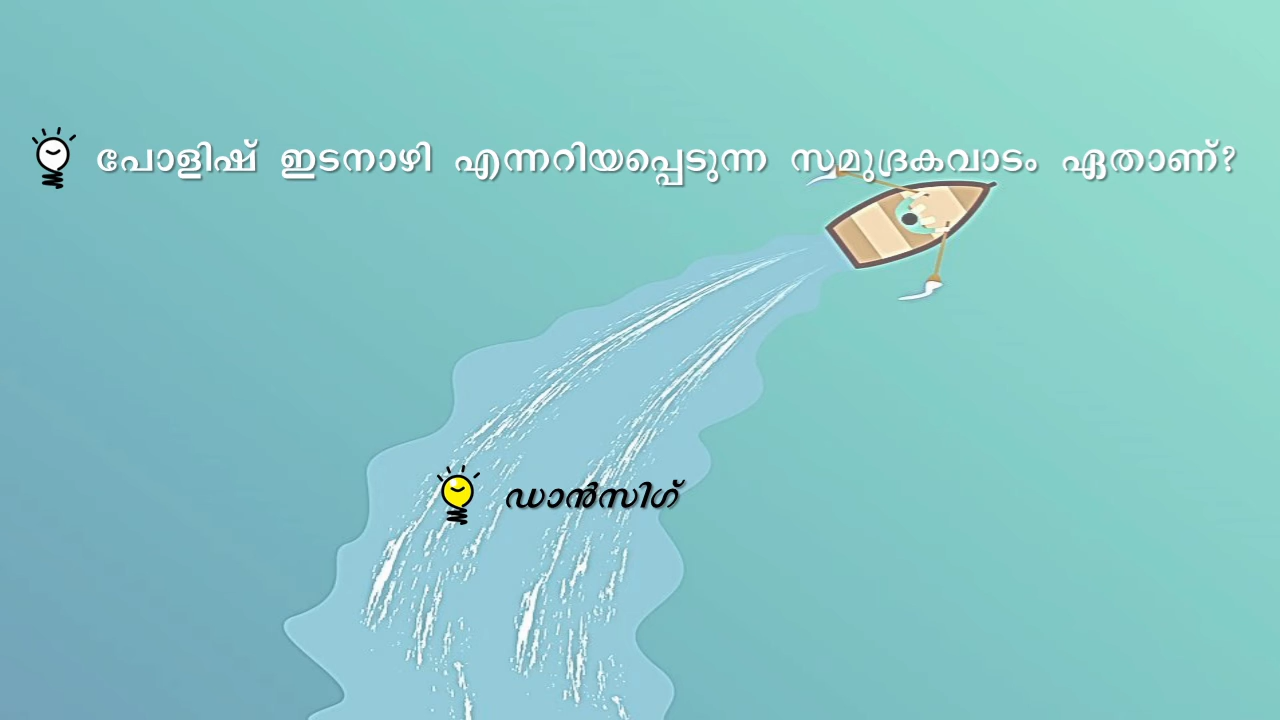 പോളിഷ് ഇടനാഴി എന്നറിയപ്പെടുന്ന സമുദ്രകവാടം ഏതാണ്?
ഡാൻസിഗ്